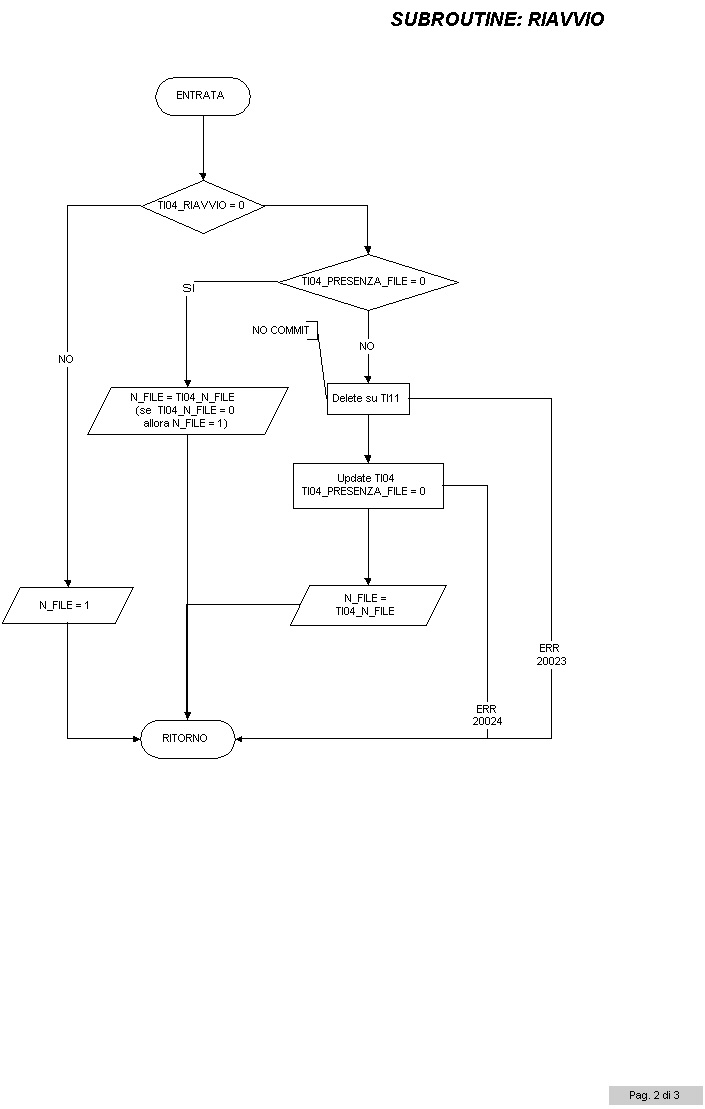 SUBROUTINE: RIAVVIO
ENTRATA
TI04_RIAVVIO = 0
TI04_PRESENZA_FILE = 0
SI
NO COMMIT
NO
NO
N_FILE = TI04_N_FILE
(se TI04_N_FILE = 0
allora N_FILE = 1)
Delete su TI11
Update TI04
TI04_PRESENZA_FILE = 0
N_FILE = 1
N_FILE =
TI04_N_FILE
ERR
20023
ERR
20024
RITORNO
Pag. 2 di 3